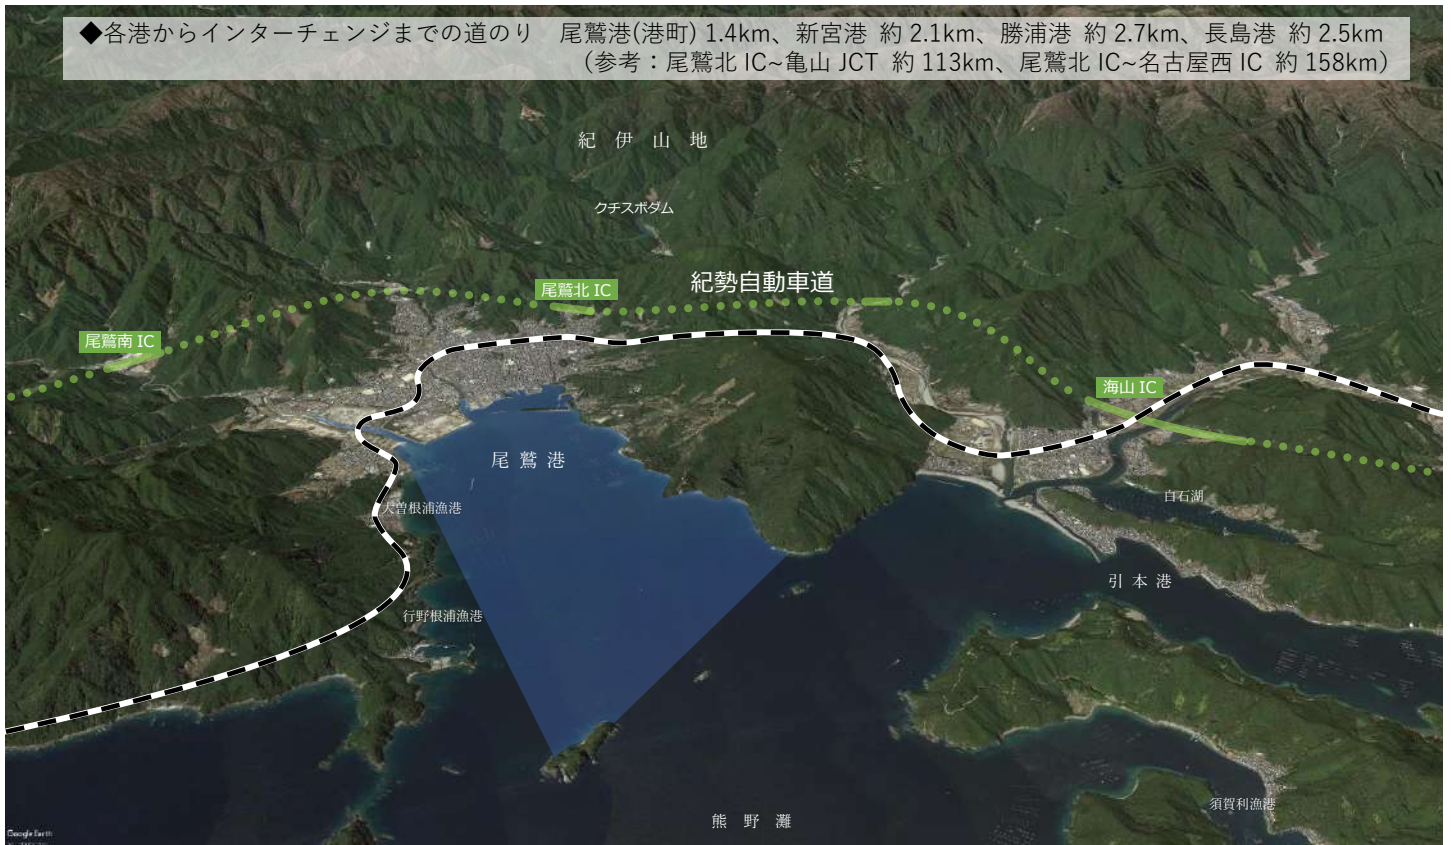 ◆各港からインターチェンジまでの道のり 尾鷲港(港町) 1.4km、新宮港 約 2.1km、勝浦港 約 2.7km、長島港 約 2.5km
(参考:尾鷲北 IC~亀山 JCT 約 113km、尾鷲北 IC~名古屋西 IC 約 158km)
紀伊山地
クチスボダム
紀勢自動車道
尾鷲北 IC
尾鷲南 IC
海山 IC
尾鷲港
白石湖
大曽根浦漁港
引本港
行野根浦漁港
須賀利漁港
熊野灘
Google Earth